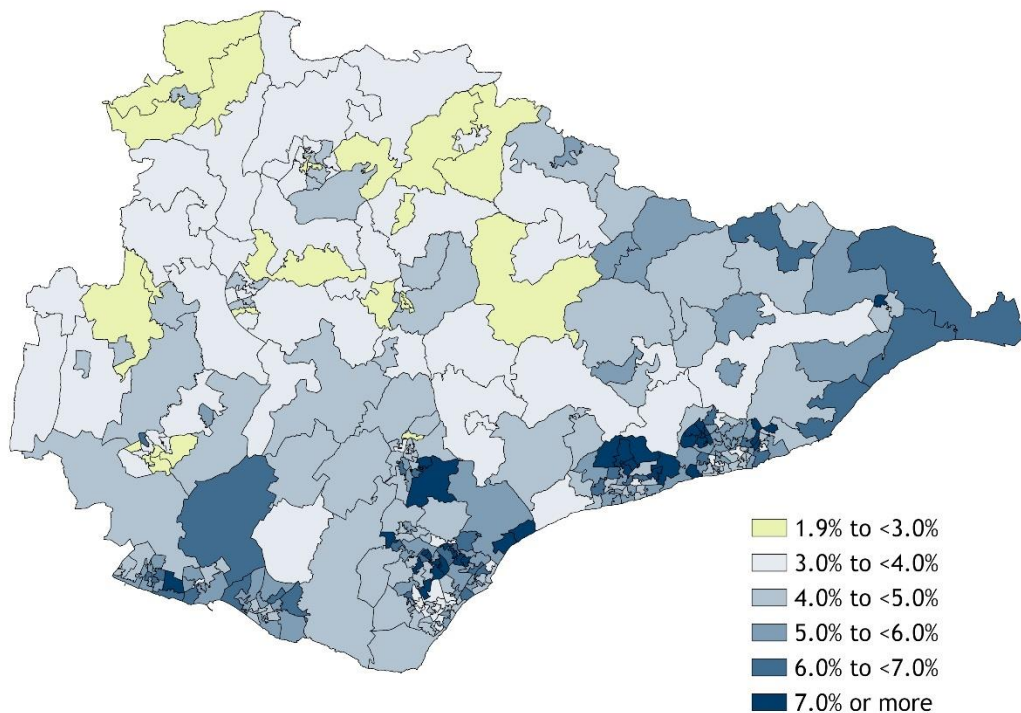 1.9% to <3.0%
3.0% to <4.0%
4.0% to <5.0%
5.0% to <6.0%
6.0% to <7.0%
7.0% or more